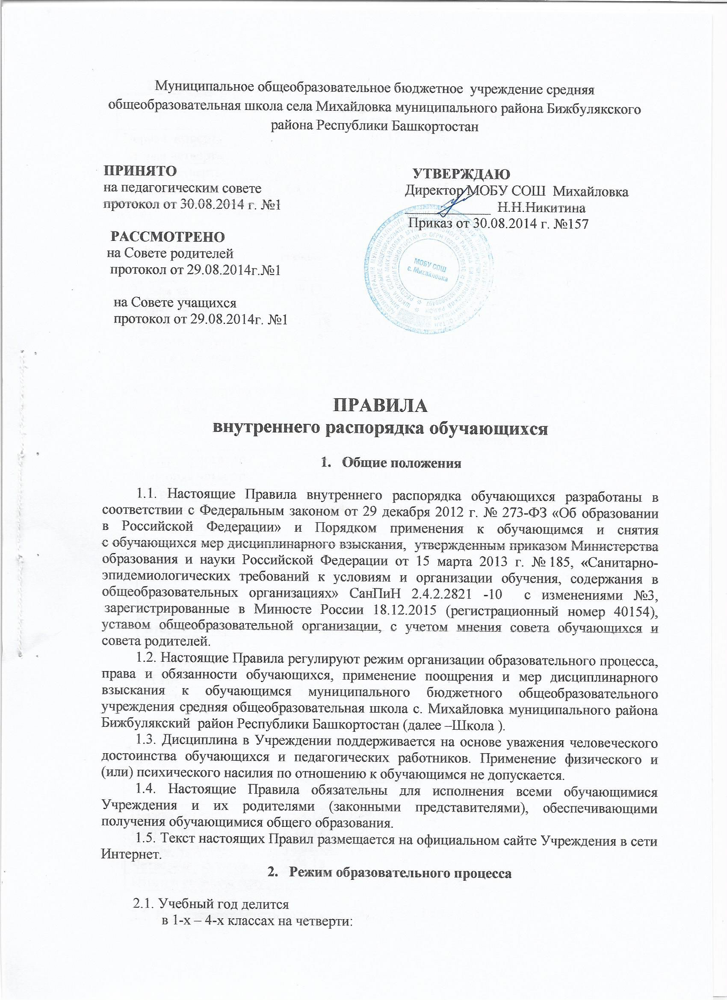 Муниципальное общеобразовательное бюджетное учреждение средняя
общеобразовательная школа села Михайловка муниципального района Бижбулякского
района Республики Башкортостан
ПРИНЯТО
на педагогическим совете
протокол от 30.08.2014 г. №1
РАССМОТРЕНО
на Совете родителей
протокол от 29.08.2014г.№1
на Совете учащихся
протокол от 29.08.2014г. №1
УТВЕРЖДАЮ
Директор МОБУ СОШ Михайловка
______________ Н.Н.Никитина
Приказ от 30.08.2014 г. №157
МОБУ СОШ
с. Михайловка
ПРАВИЛА
внутреннего распорядка обучающихся
1. Общие положения
1.1. Настоящие Правила внутреннего распорядка обучающихся разработаны в
соответствии с Федеральным законом от 29 декабря 2012 г. № 273-ФЗ «Об образовании
в Российской Федерации» и Порядком применения к обучающимся и снятия
с обучающихся мер дисциплинарного взыскания, утвержденным приказом Министерства
образования и науки Российской Федерации от 15 марта 2013 г. № 185, «Санитарно-
эпидемиологических требований к условиям и организации обучения, содержания в
общеобразовательных организациях» СанПиН 2.4.2.2821 -10 с изменениями №3,
зарегистрированные в Минюсте России 18.12.2015 (регистрационный номер 40154),
уставом общеобразовательной организации, с учетом мнения совета обучающихся и
совета родителей.
1.2. Настоящие Правила регулируют режим организации образовательного процесса,
права и обязанности обучающихся, применение поощрения и мер дисциплинарного
взыскания к обучающимся муниципального бюджетного общеобразовательного
учреждения средняя общеобразовательная школа с. Михайловка муниципального района
Бижбулякский район Республики Башкортостан (далее –Школа ).
1.3. Дисциплина в Учреждении поддерживается на основе уважения человеческого
достоинства обучающихся и педагогических работников. Применение физического и
(или) психического насилия по отношению к обучающимся не допускается.
1.4. Настоящие Правила обязательны для исполнения всеми обучающимися
Учреждения и их родителями (законными представителями), обеспечивающими
получения обучающимися общего образования.
1.5. Текст настоящих Правил размещается на официальном сайте Учреждения в сети
Интернет.
2. Режим образовательного процесса
2.1. Учебный год делится
в 1-х – 4-х классах на четверти: